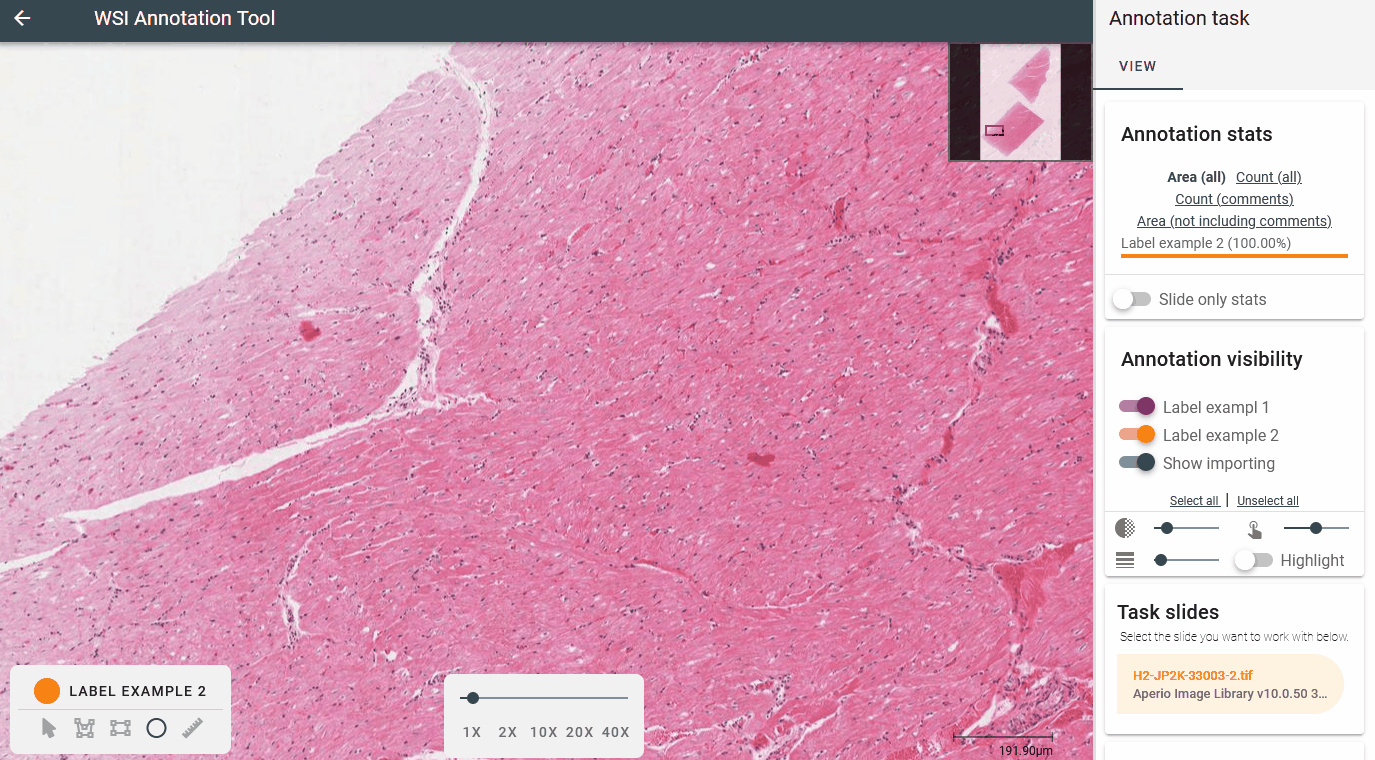 WSI Annotation Tool
Annotation task
VIEW
Annotation stats
Area (all) Count (all)
Count (comments)
Area (not including comments)
Label example 2 (100.00%)
Slide only stats
Annotation visibility
Label exampl 1
Label example 2
Show importing
Select all | Unselect all
Highlight
Task slides
Select the slide you want to work with below.
H2-JP2K-33003-2.tif
Aperio Image Library v10.0.50 3...
LABEL EXAMPLE 2
1X 2X 10X 20X 40X
191.90μm